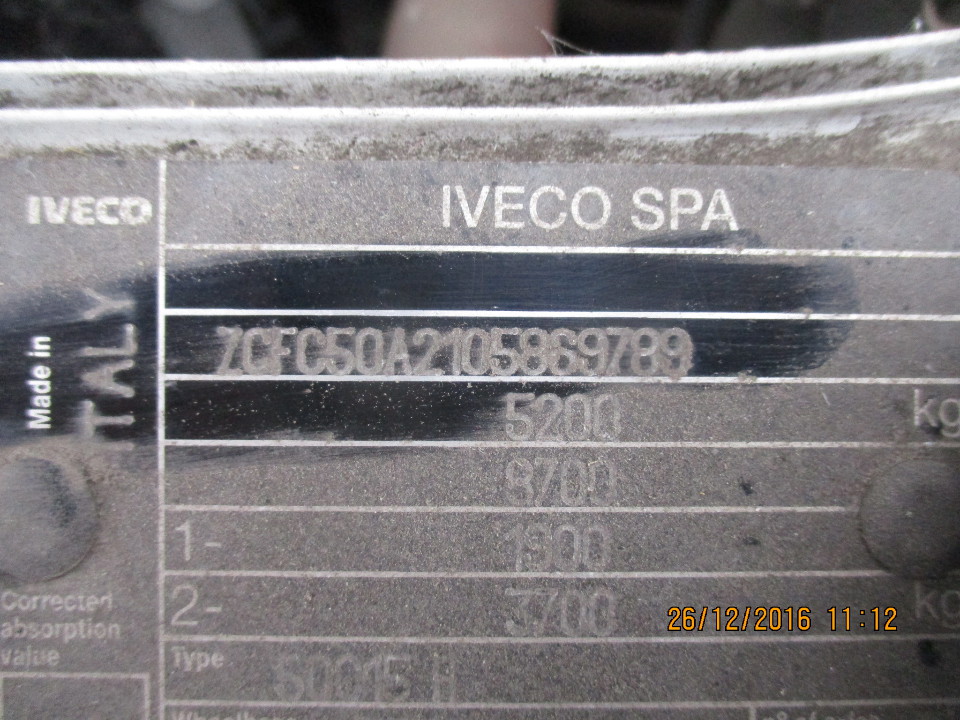 IVECO
IVECO SPA
Made in
ITALY
ZCFC50A2105869789
5200 kg
8700
1- 1900
2- 3700 kg
26/12/2016 11:12
Corrected
absorption
value
Type